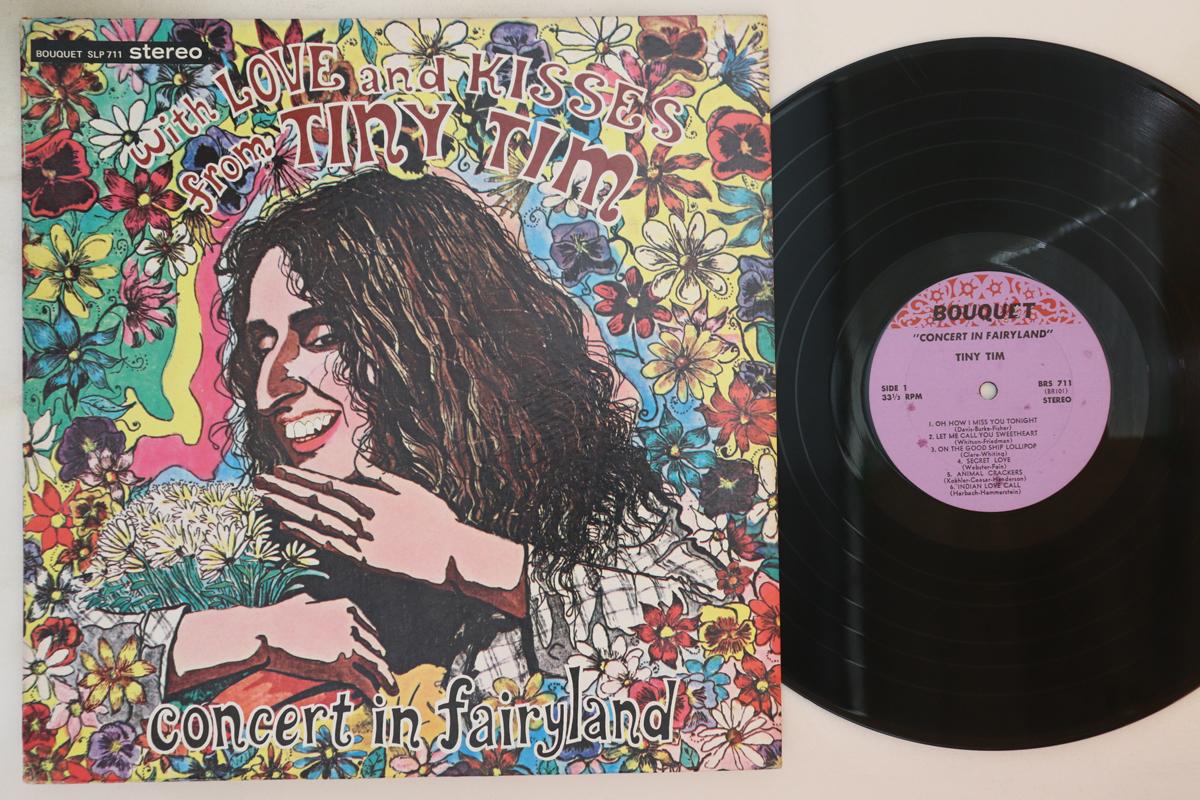 BOUQUET SLP 711 stereo
with LOVE and KISSES
from TINY TIM
concert in fairyland
BOUQUET
"CONCERT IN FAIRYLAND"
TINY TIM
SIDE 1
33⅓ RPM
BRS 711
(BR101)
STEREO
1. OH HOW I MISS YOU TONIGHT
(Davis-Burke-Fisher)
2. LET ME CALL YOU SWEETHEART
(Whitson-Friedman)
3. ON THE GOOD SHIP LOLLIPOP
(Clare-Whiting)
4. SECRET LOVE
(Webster-Fain)
5. ANIMAL CRACKERS
(Koehler-Caesar-Henderson)
6. INDIAN LOVE CALL
(Harbach-Hammerstein)